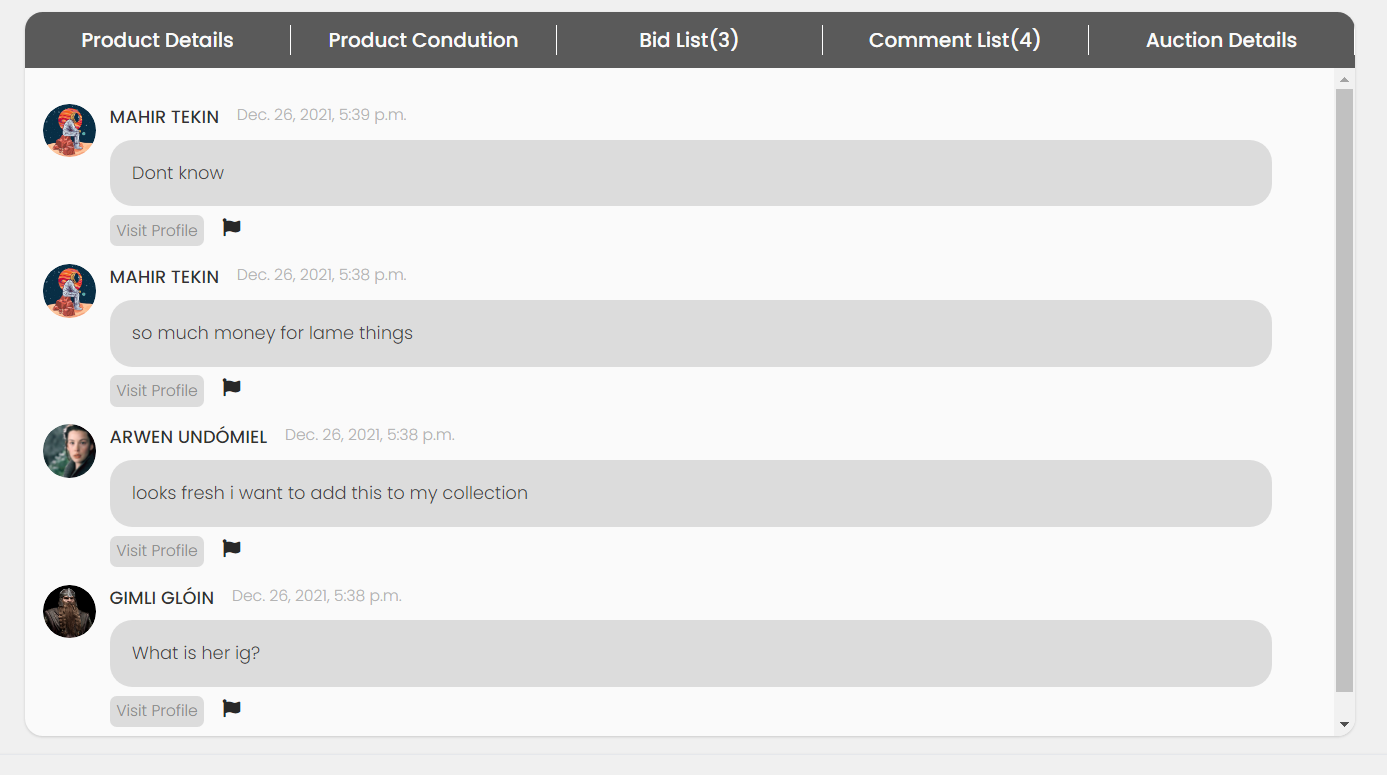 Product Details Product Condution Bid List(3) Comment List(4) Auction Details
MAHIR TEKIN Dec. 26, 2021, 5:39 p.m.
Dont know
Visit Profile
MAHIR TEKIN Dec. 26, 2021, 5:38 p.m.
so much money for lame things
Visit Profile
ARWEN UNDÓMIEL Dec. 26, 2021, 5:38 p.m.
looks fresh i want to add this to my collection
Visit Profile
GIMLI GLÓIN Dec. 26, 2021, 5:38 p.m.
What is her ig?
Visit Profile